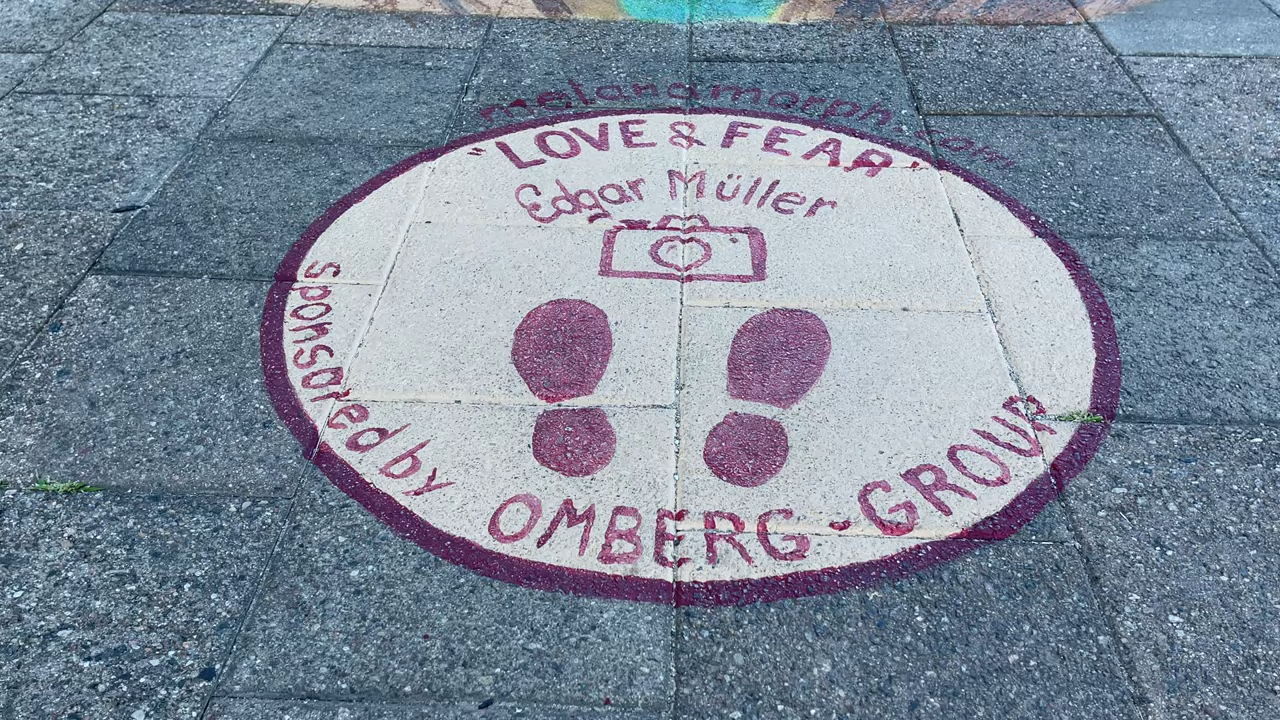 metanamorph.com
"LOVE & FEAR"
Edgar Müller
sponsored by
OMBERG-GROUP